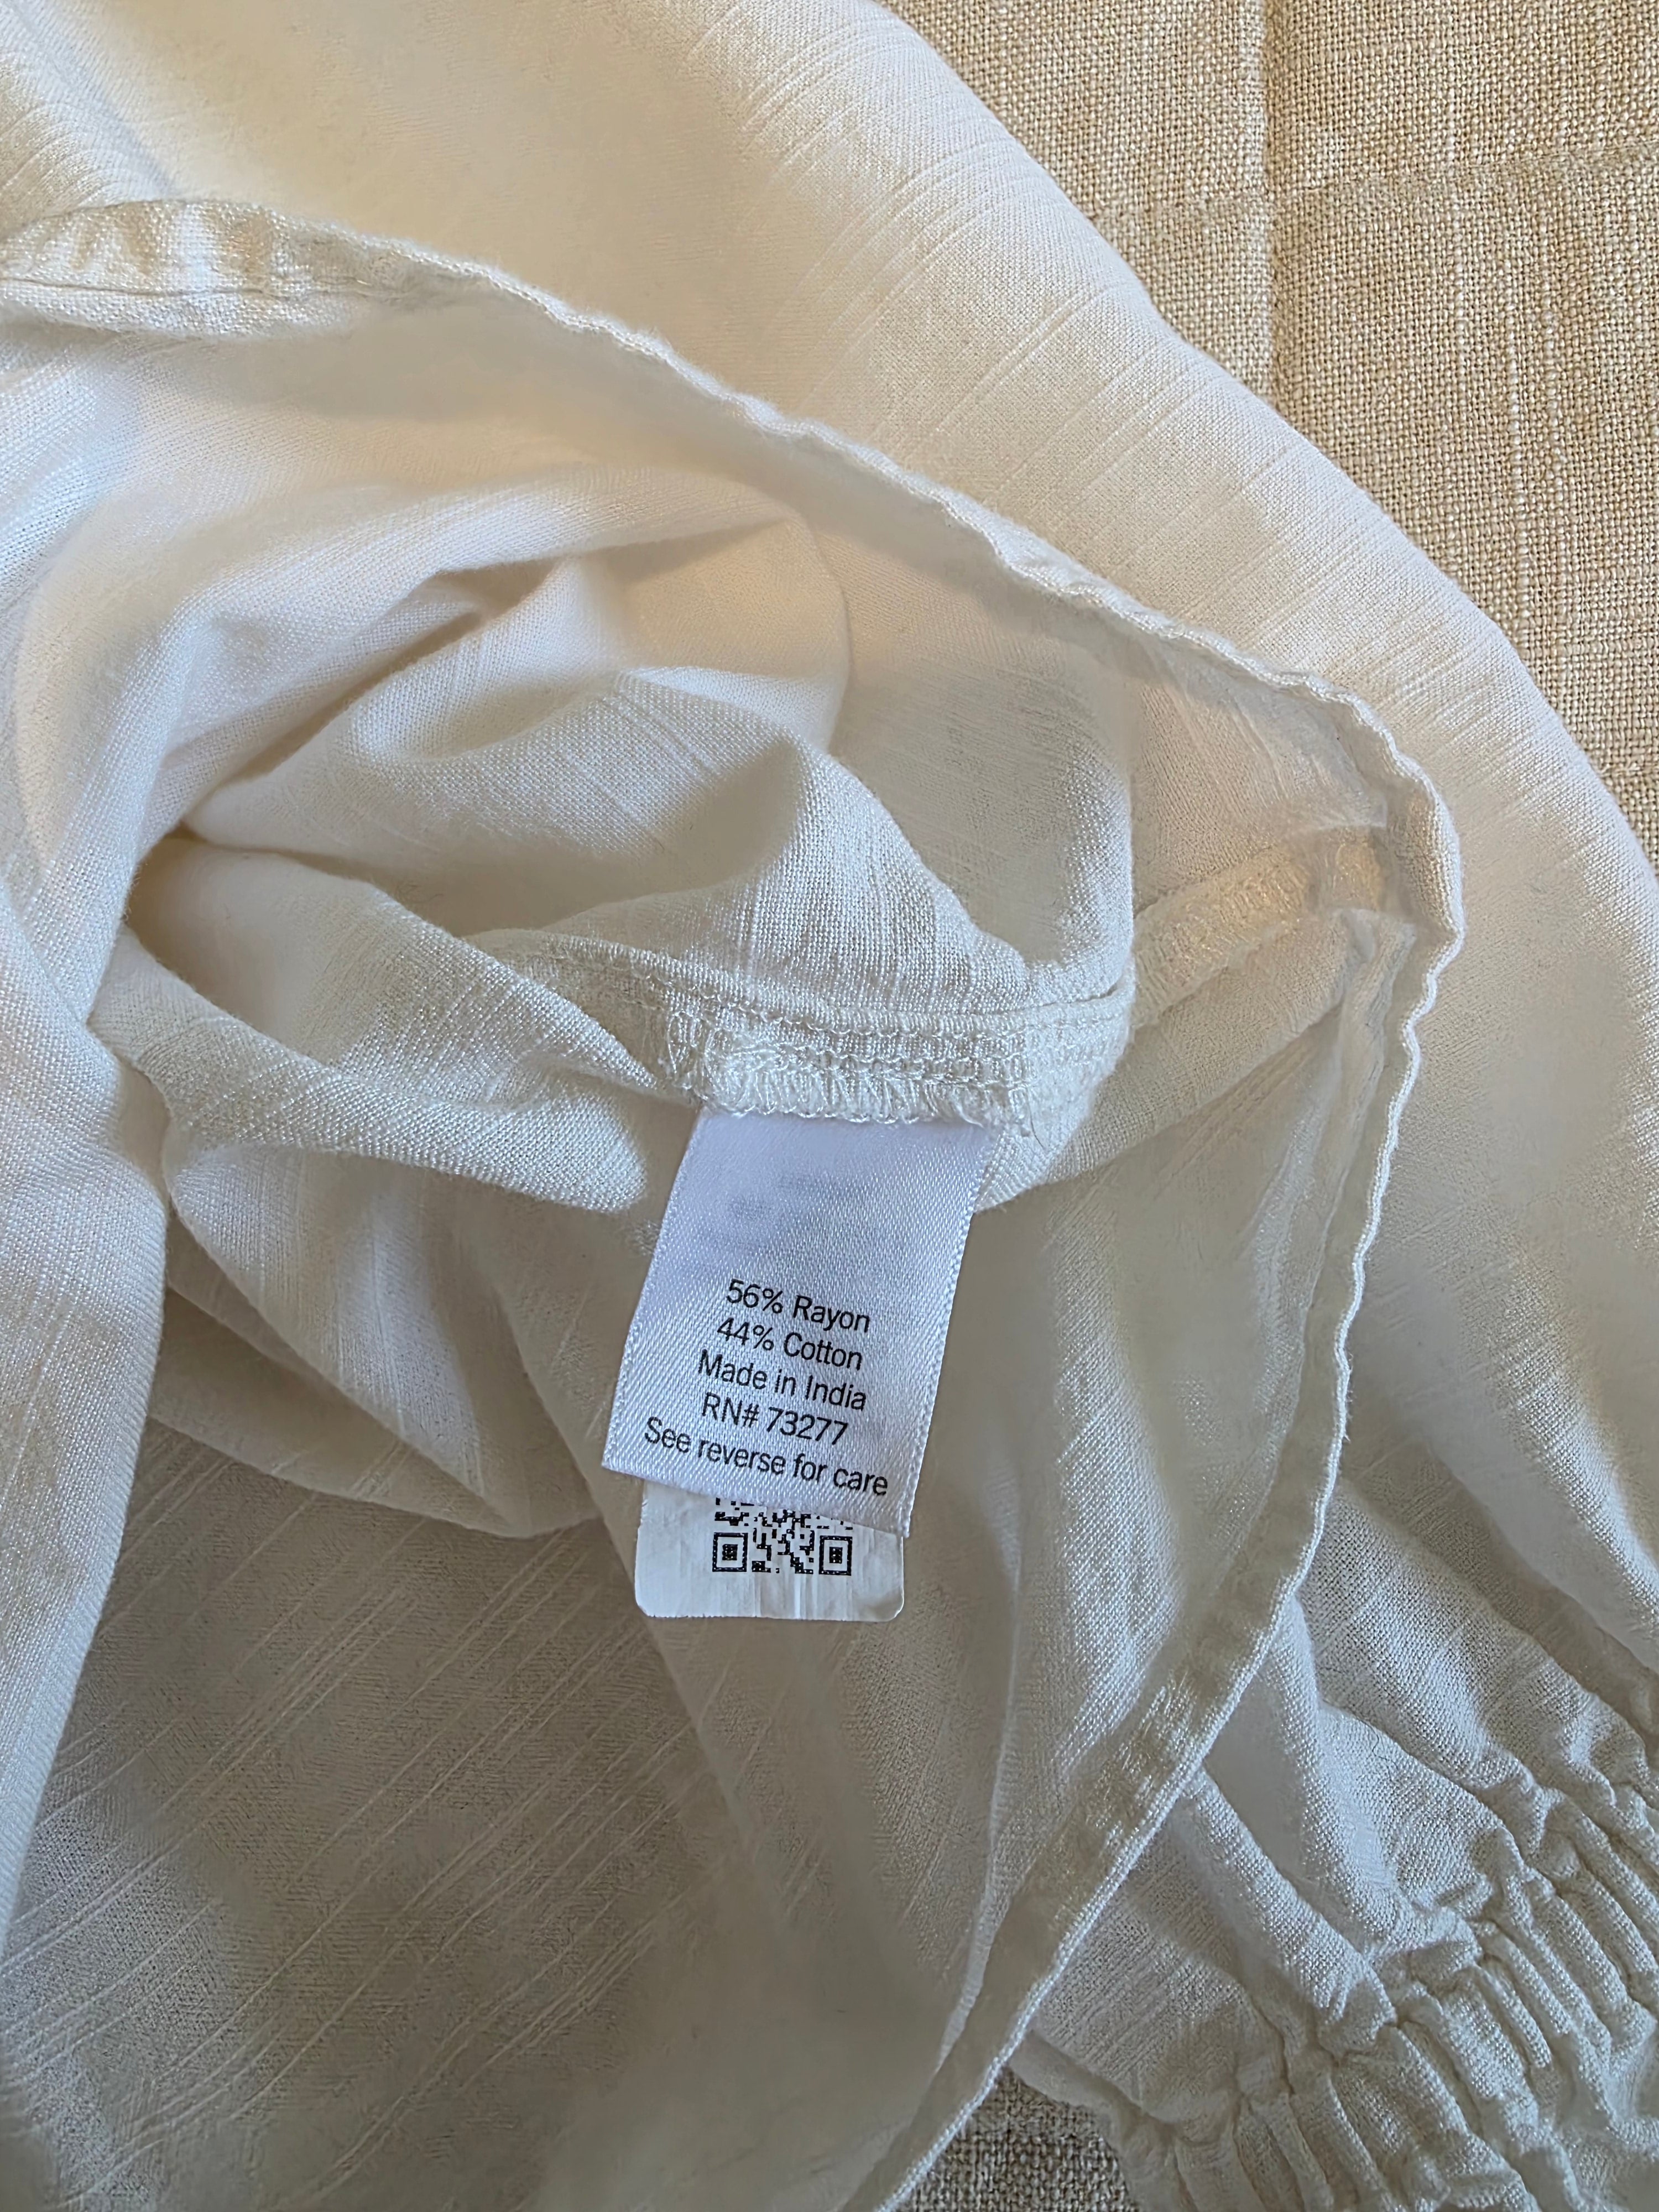 56% Rayon
44% Cotton
Made in India
RN# 73277
See reverse for care